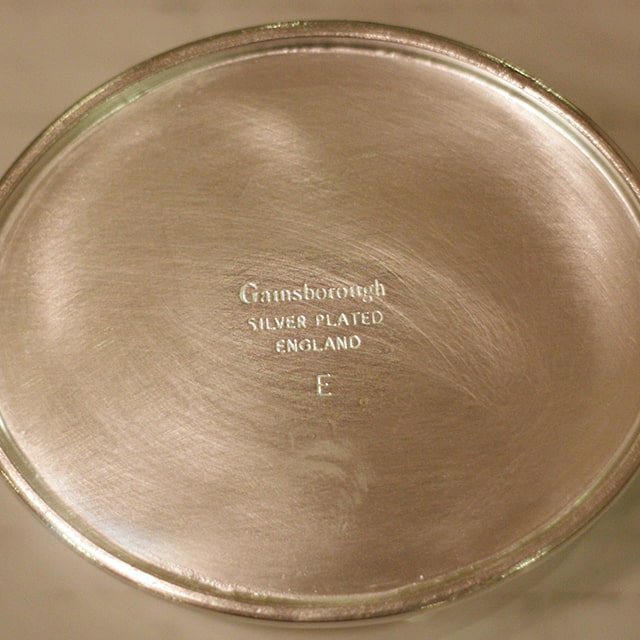 Gainsborough
SILVER PLATED
ENGLAND
E